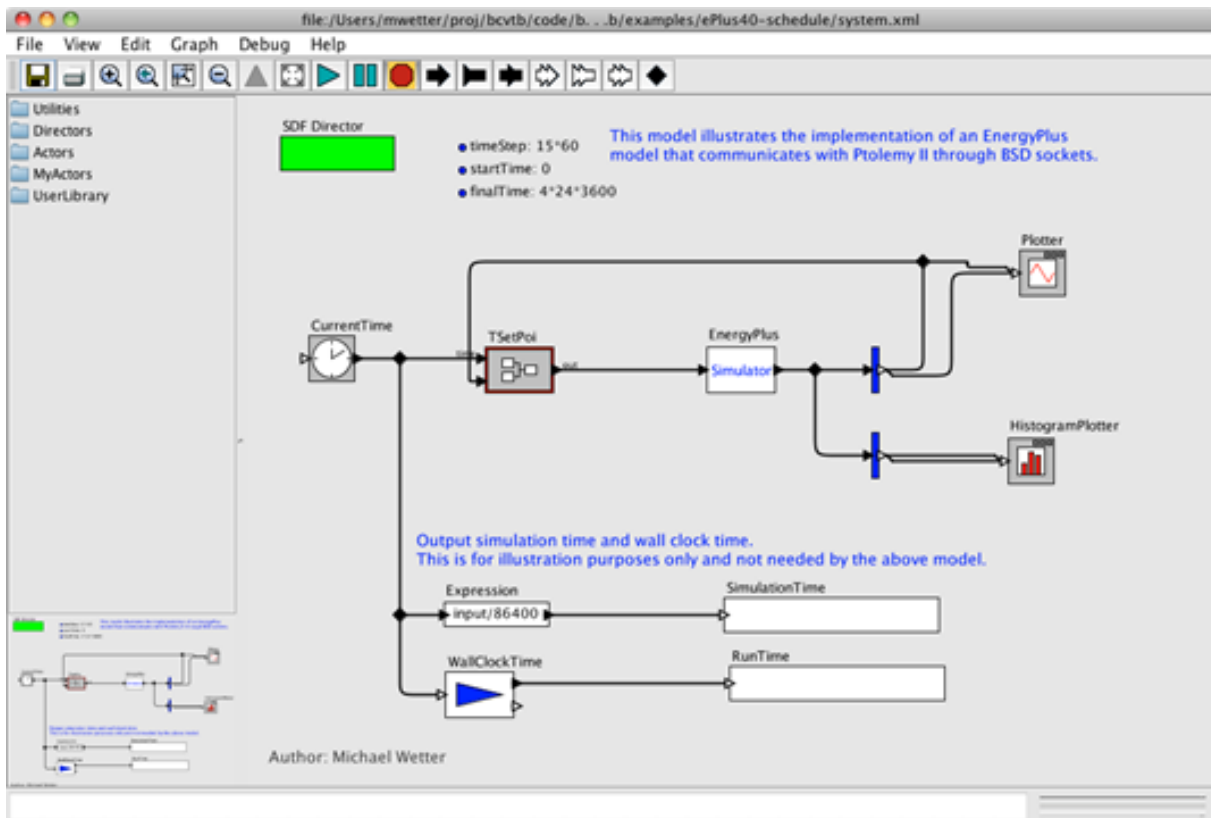 file:/Users/mwetter/proj/bcvtb/code/b. . .b/examples/ePlus40-schedule/system.xml
File View Edit Graph Debug Help
Utilities
Directors
Actors
MyActors
UserLibrary
SDF Director
timeStep: 15*60
startTime: 0
finalTime: 4*24*3600
This model illustrates the implementation of an EnergyPlus
model that communicates with Ptolemy II through BSD sockets.
Plotter
CurrentTime
TSetPoi
time
out
EnergyPlus
Simulator
HistogramPlotter
Output simulation time and wall clock time.
This is for illustration purposes only and not needed by the above model.
Expression
input/86400
SimulationTime
WallClockTime
RunTime
Author: Michael Wetter